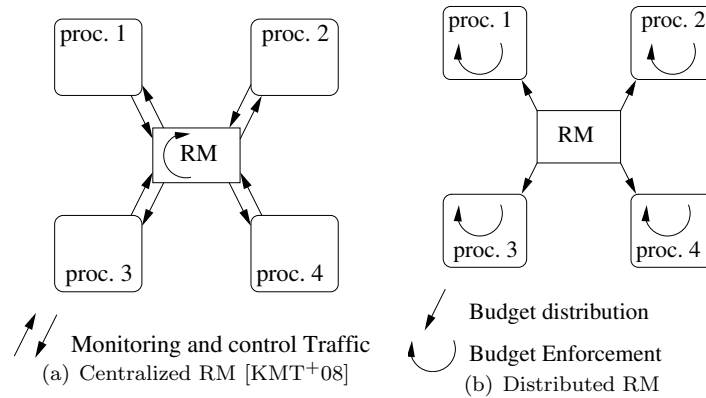 proc. 1
proc. 2
RM
proc. 3
proc. 4
Monitoring and control Traffic
(a) Centralized RM [KMT+08]
proc. 1
proc. 2
RM
proc. 3
proc. 4
Budget distribution
Budget Enforcement
(b) Distributed RM